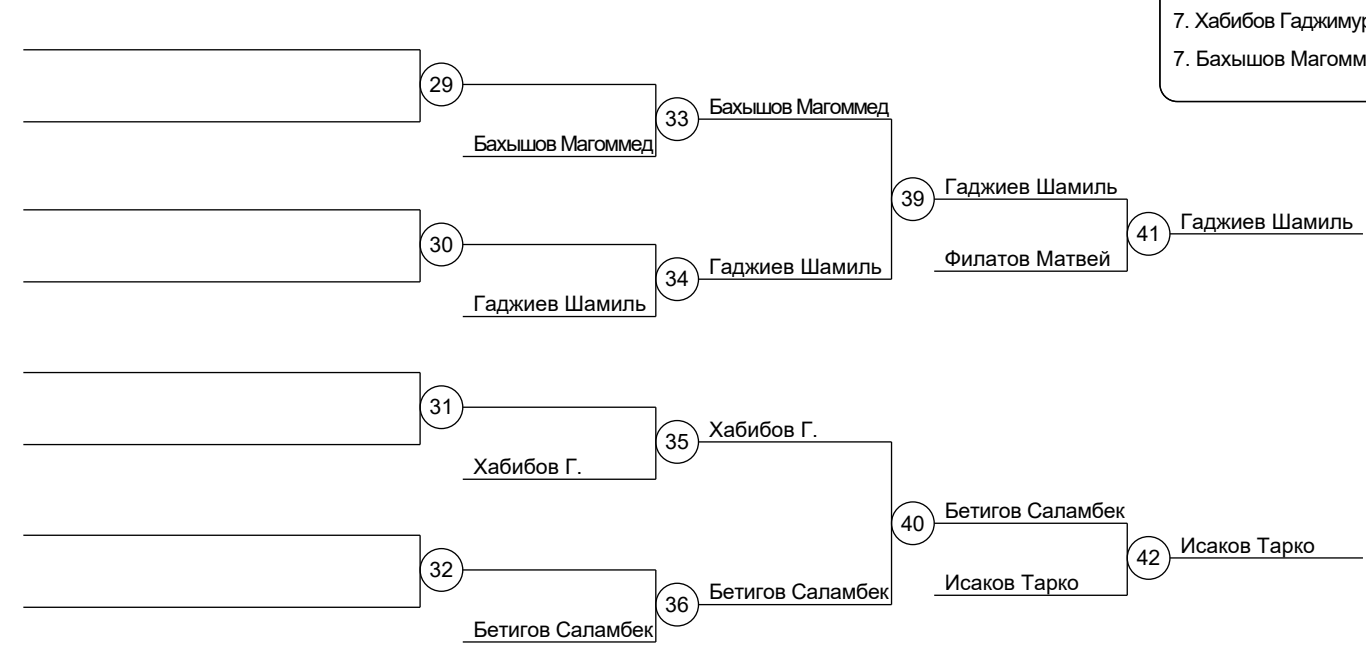 7. Хабибов Гаджимур
7. Бахышов Магомм
29
33 Бахышов Магоммед
Бахышов Магоммед
39 Гаджиев Шамиль
41 Гаджиев Шамиль
30
34 Гаджиев Шамиль
Филатов Матвей
Гаджиев Шамиль
31
35 Хабибов Г.
Хабибов Г.
40 Бетигов Саламбек
42 Исаков Тарко
32
36 Бетигов Саламбек
Исаков Тарко
Бетигов Саламбек